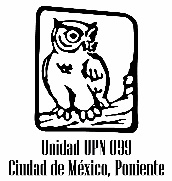 Unidad UPN 099
Ciudad de México, Poniente